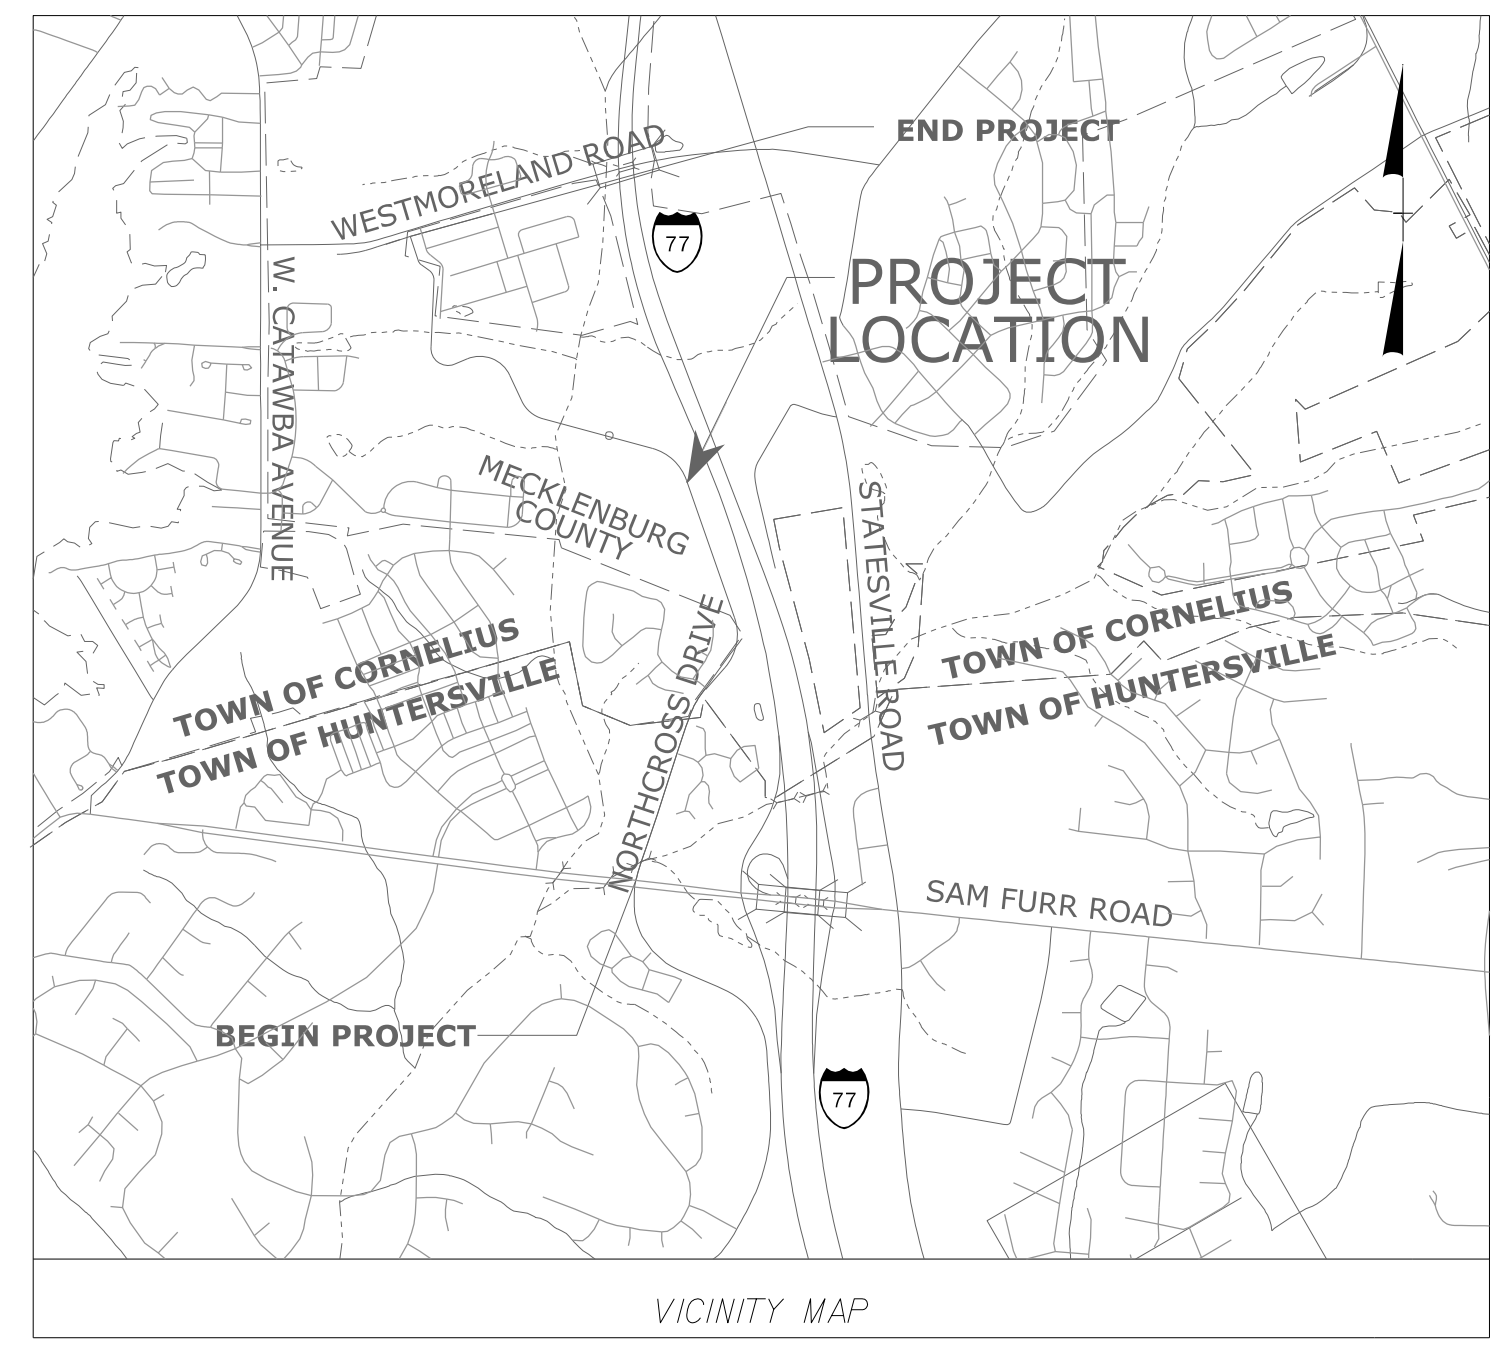 END PROJECT
WESTMORELAND ROAD
77
W. CATAWBA AVENUE
PROJECT
LOCATION
MECKLENBURG
COUNTY
STATESVILLE ROAD
NORTHCROSS DRIVE
TOWN OF CORNELIUS
TOWN OF HUNTERSVILLE
TOWN OF CORNELIUS
TOWN OF HUNTERSVILLE
SAM FURR ROAD
BEGIN PROJECT
77
VICINITY MAP